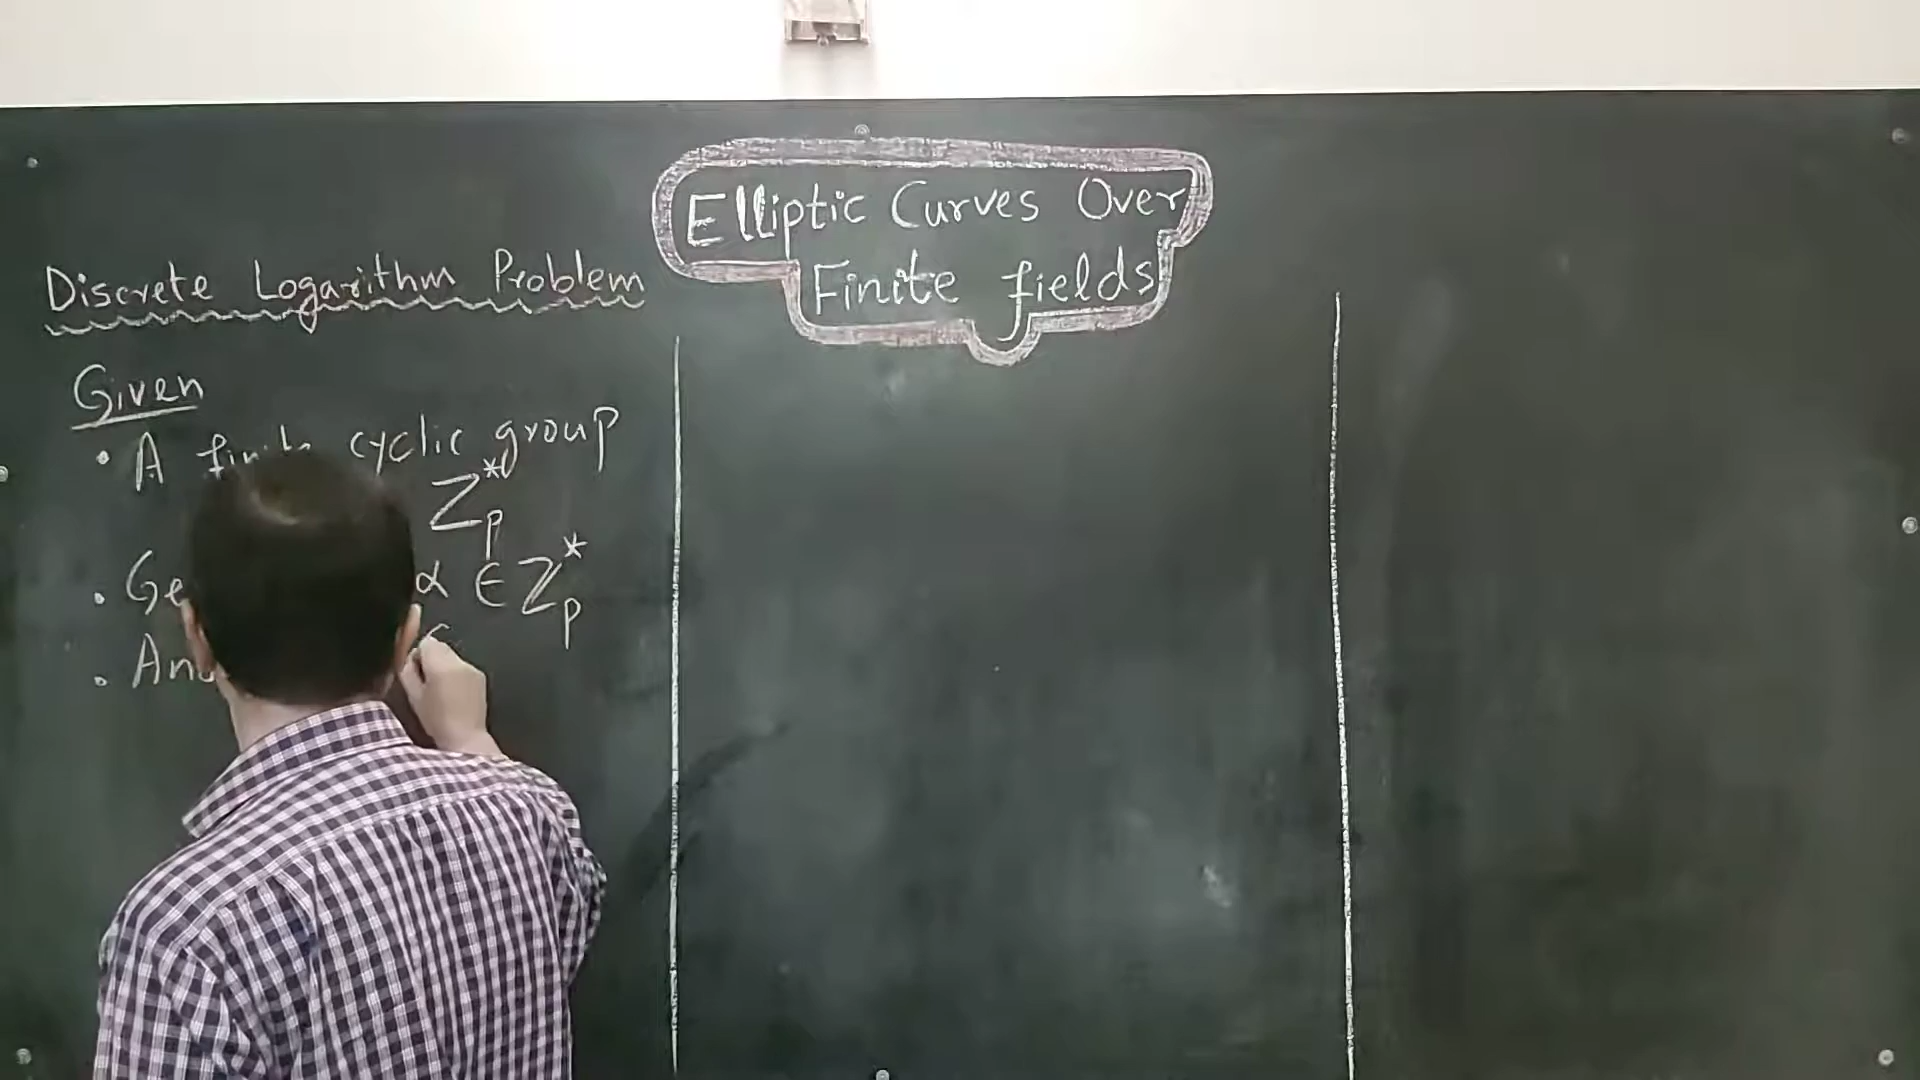 Elliptic Curves Over
Finite fields
Discrete Logarithm Problem
Given
• A finite cyclic group
Z*p
• Ge α ∈ Z*p
• An